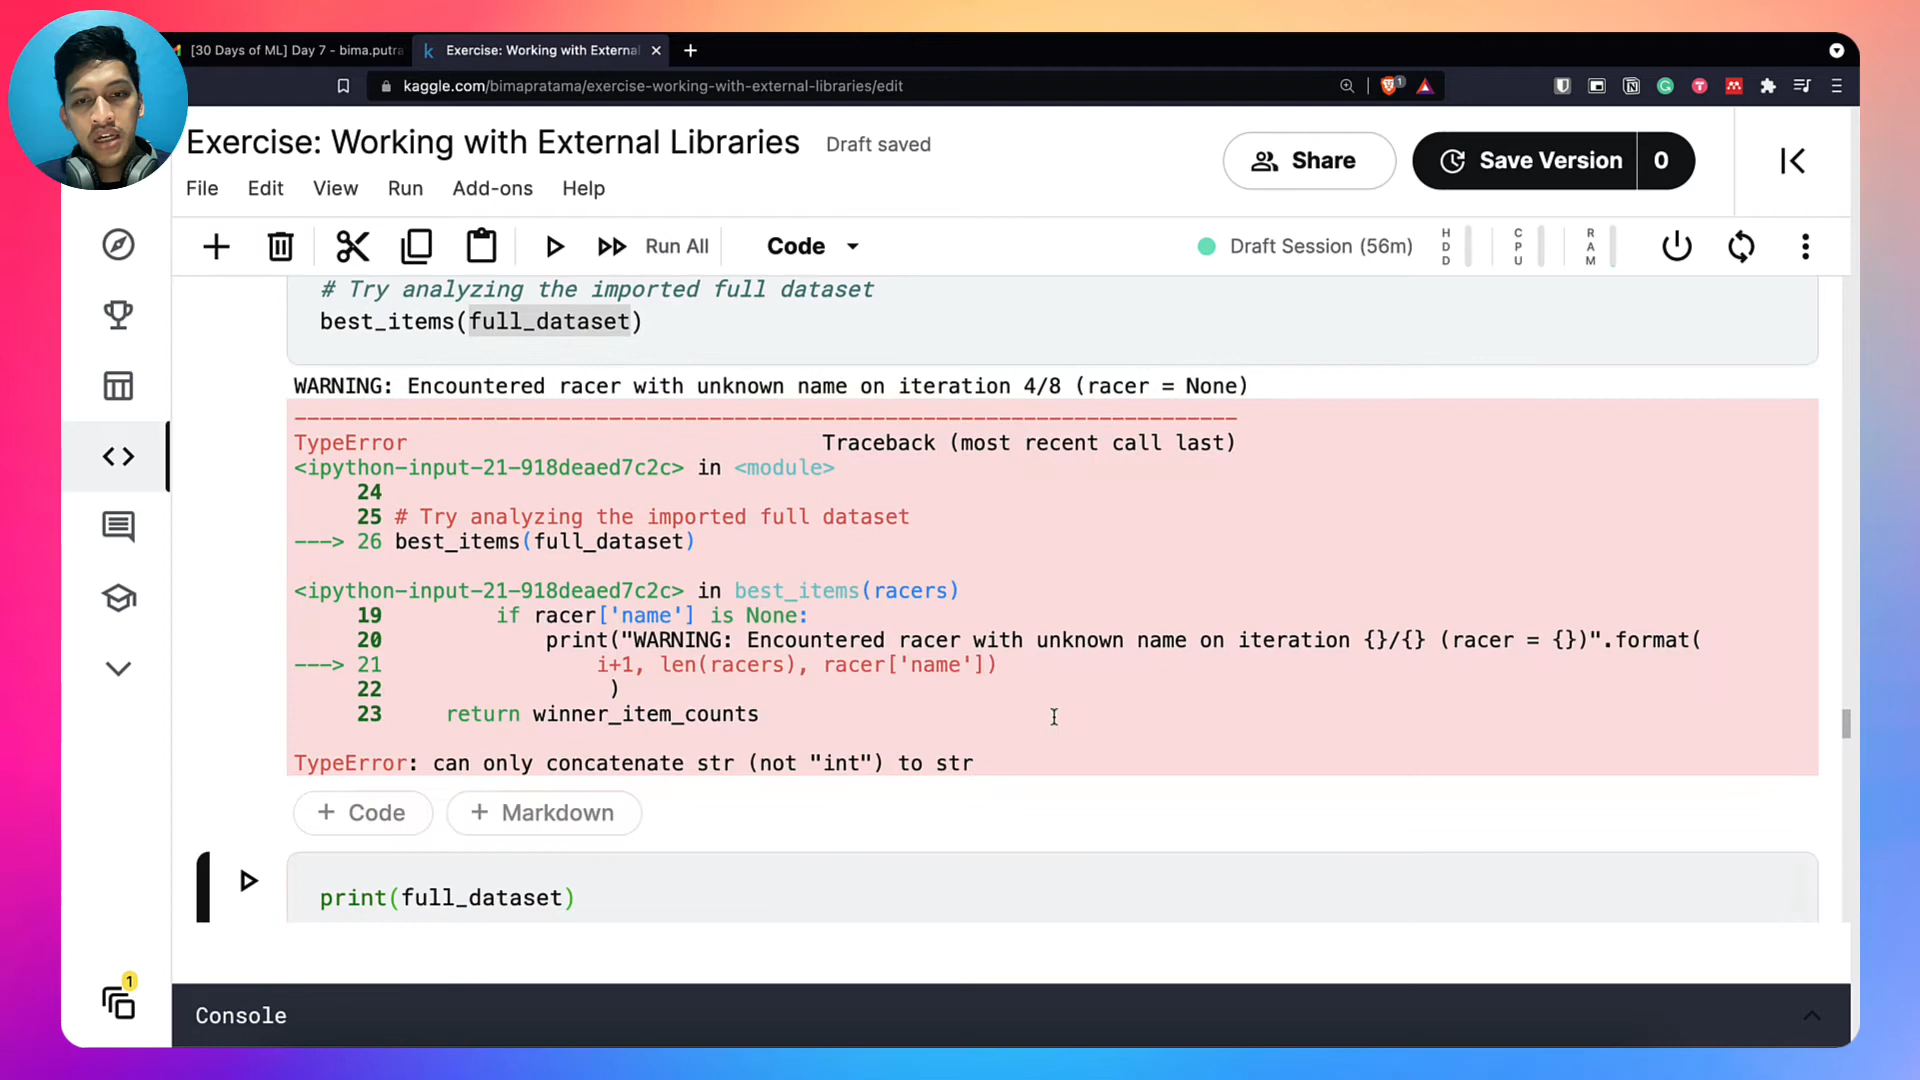 [30 Days of ML] Day 7 - bima.putra
Exercise: Working with External
kaggle.com/bimapratama/exercise-working-with-external-libraries/edit
Exercise: Working with External Libraries
Draft saved
Share
Save Version
0
File
Edit
View
Run
Add-ons
Help
Run All
Code
Draft Session (56m)
HDD
CPU
RAM
# Try analyzing the imported full dataset
best_items(full_dataset)
WARNING: Encountered racer with unknown name on iteration 4/8 (racer = None)
---------------------------------------------------------------------------
TypeError                                 Traceback (most recent call last)
<ipython-input-21-918deaed7c2c> in <module>
     24
     25 # Try analyzing the imported full dataset
---> 26 best_items(full_dataset)

<ipython-input-21-918deaed7c2c> in best_items(racers)
     19         if racer['name'] is None:
     20             print("WARNING: Encountered racer with unknown name on iteration {}/{} (racer = {})".format(
---> 21                 i+1, len(racers), racer['name'])
     22                  )
     23     return winner_item_counts

TypeError: can only concatenate str (not "int") to str
+ Code
+ Markdown
print(full_dataset)
1
Console